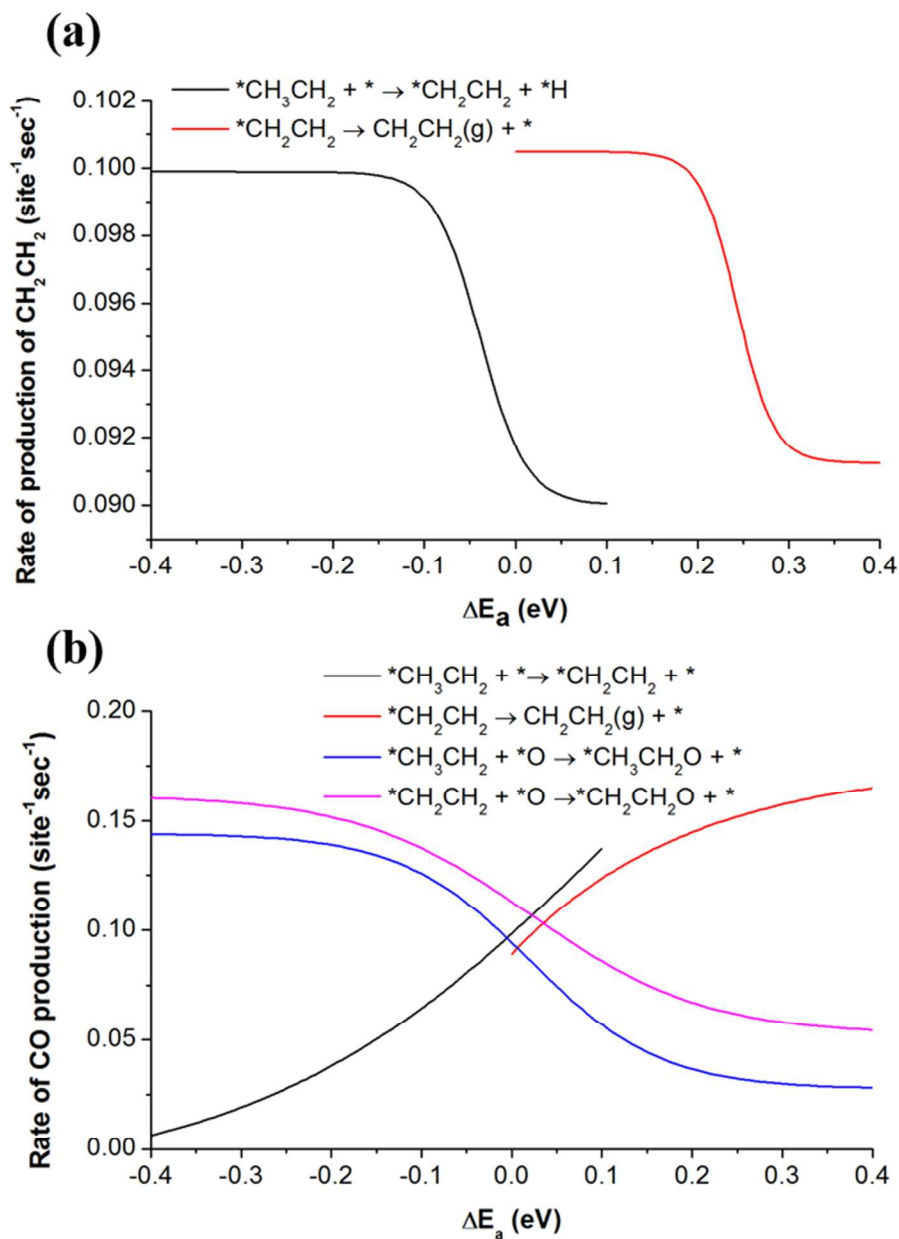 (a)
*CH₃CH₂ + * → *CH₂CH₂ + *H
*CH₂CH₂ → CH₂CH₂(g) + *
Rate of production of CH₂CH₂ (site⁻¹sec⁻¹)
0.102
0.100
0.098
0.096
0.094
0.092
0.090
-0.4 -0.3 -0.2 -0.1 0.0 0.1 0.2 0.3 0.4
ΔEₐ (eV)
(b)
*CH₃CH₂ + * → *CH₂CH₂ + *
*CH₂CH₂ → CH₂CH₂(g) + *
*CH₃CH₂ + *O → *CH₃CH₂O + *
*CH₂CH₂ + *O → *CH₂CH₂O + *
Rate of CO production (site⁻¹sec⁻¹)
0.20
0.15
0.10
0.05
0.00
-0.4 -0.3 -0.2 -0.1 0.0 0.1 0.2 0.3 0.4
ΔEₐ (eV)